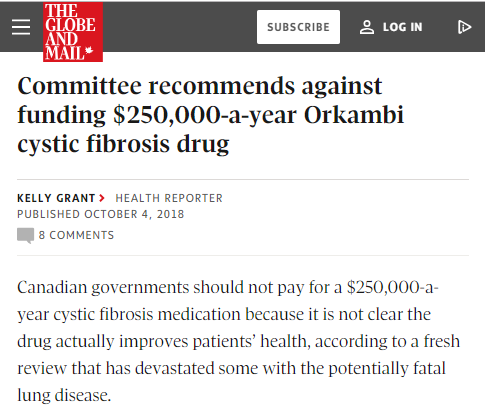 THE
GLOBE
AND
MAIL
SUBSCRIBE
LOG IN
Committee recommends against
funding $250,000-a-year Orkambi
cystic fibrosis drug
KELLY GRANT > HEALTH REPORTER
PUBLISHED OCTOBER 4, 2018
8 COMMENTS
Canadian governments should not pay for a $250,000-a-
year cystic fibrosis medication because it is not clear the
drug actually improves patients’ health, according to a fresh
review that has devastated some with the potentially fatal
lung disease.